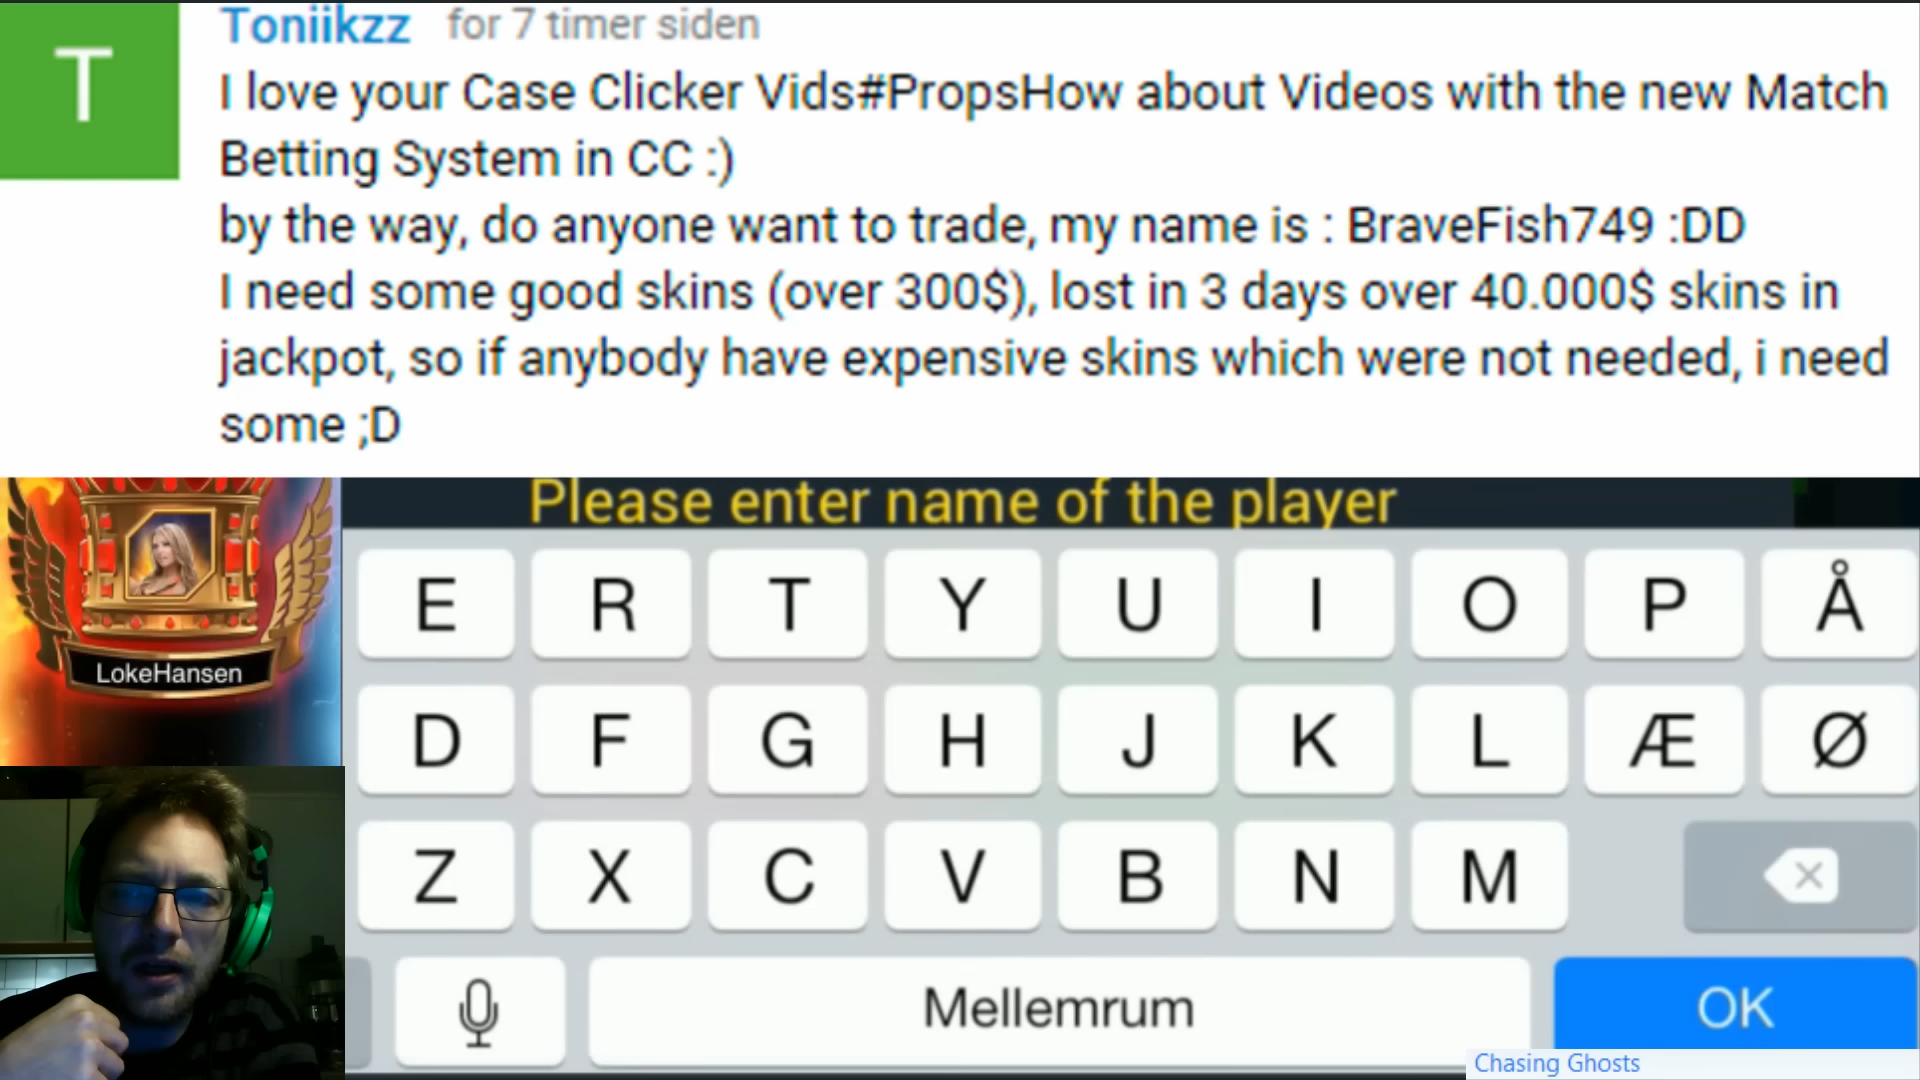 T
Toniikzz for 7 timer siden
I love your Case Clicker Vids#PropsHow about Videos with the new Match
Betting System in CC :)
by the way, do anyone want to trade, my name is : BraveFish749 :DD
I need some good skins (over 300$), lost in 3 days over 40.000$ skins in
jackpot, so if anybody have expensive skins which were not needed, i need
some ;D
Please enter name of the player
LokeHansen
E R T Y U I O P Å
D F G H J K L Æ Ø
Z X C V B N M
Mellemrum OK
Chasing Ghosts